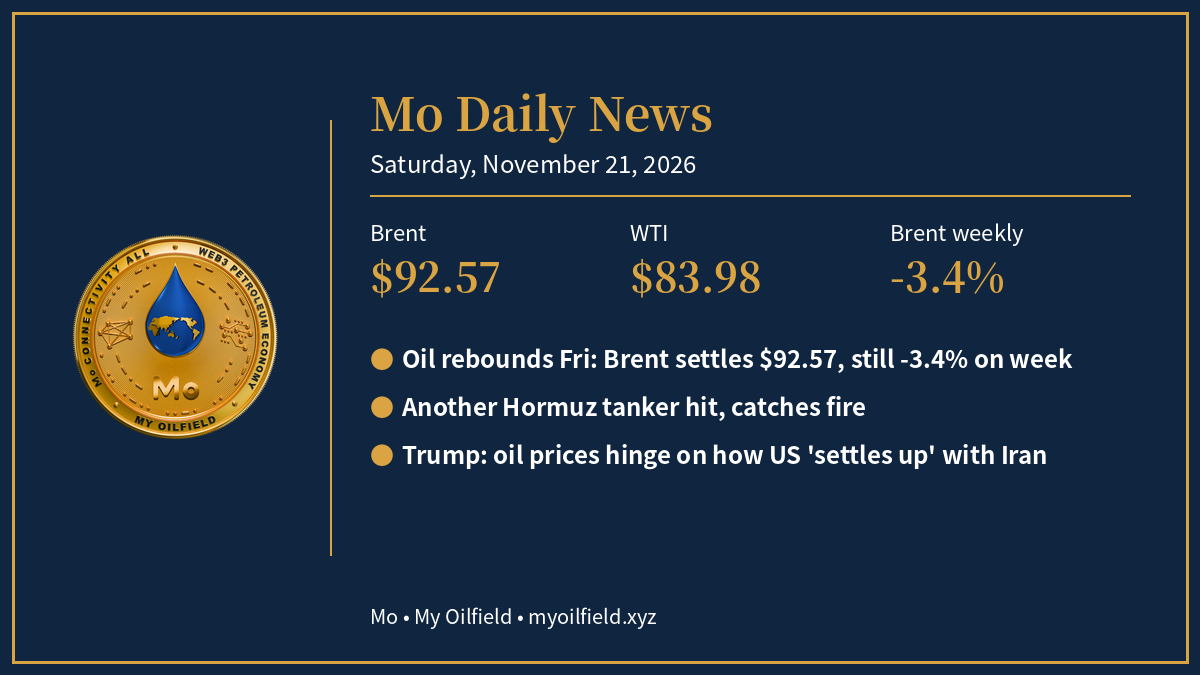 Mo Daily News
Saturday, November 21, 2026
Brent WTI Brent weekly
$92.57 $83.98 -3.4%
Oil rebounds Fri: Brent settles $92.57, still -3.4% on week
Another Hormuz tanker hit, catches fire
Trump: oil prices hinge on how US 'settles up' with Iran
Mo • My Oilfield • myoilfield.xyz
Mo CONNECTIVITY ALL
WEB3 PETROLEUM ECONOMY
Mo
MY OILFIELD